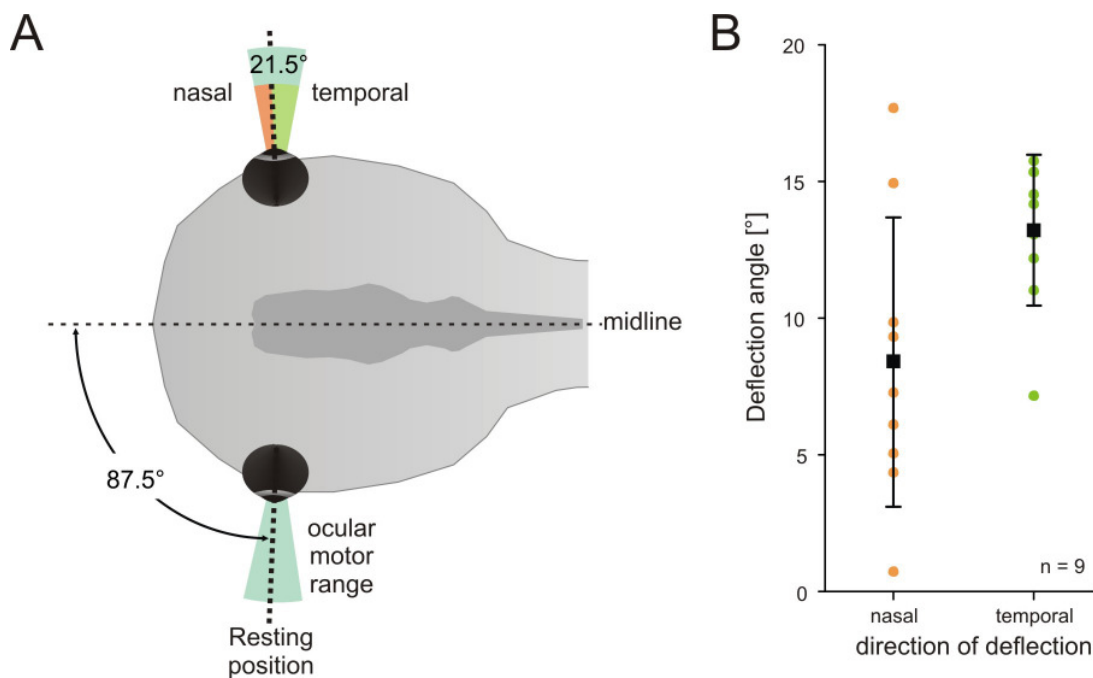 A
21.5°
nasal
temporal
midline
87.5°
ocular
motor
range
Resting
position
B
20
15
10
5
0
Deflection angle [°]
n = 9
nasal
temporal
direction of deflection